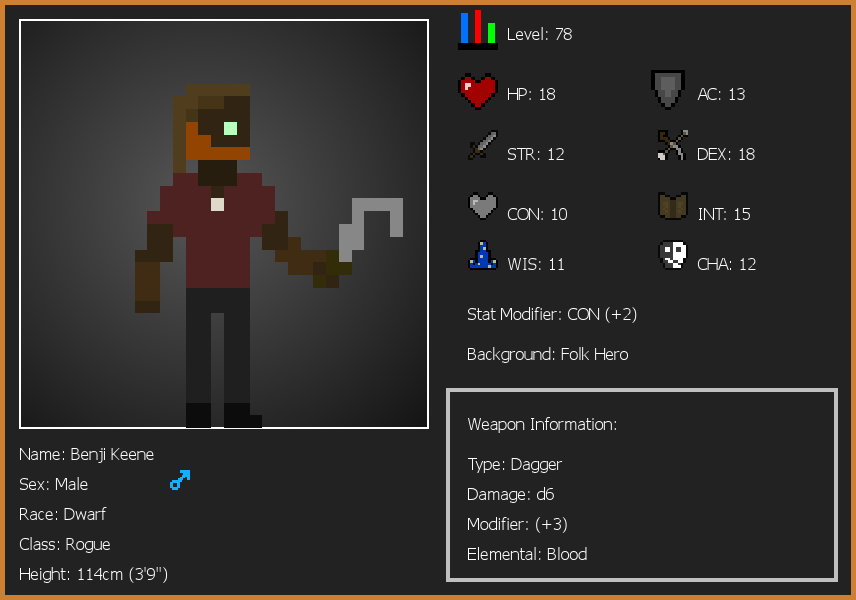 Level: 78
HP: 18
AC: 13
STR: 12
DEX: 18
CON: 10
INT: 15
WIS: 11
CHA: 12
Stat Modifier: CON (+2)
Background: Folk Hero
Weapon Information:
Type: Dagger
Damage: d6
Modifier: (+3)
Elemental: Blood
Name: Benji Keene
Sex: Male
Race: Dwarf
Class: Rogue
Height: 114cm (3'9")